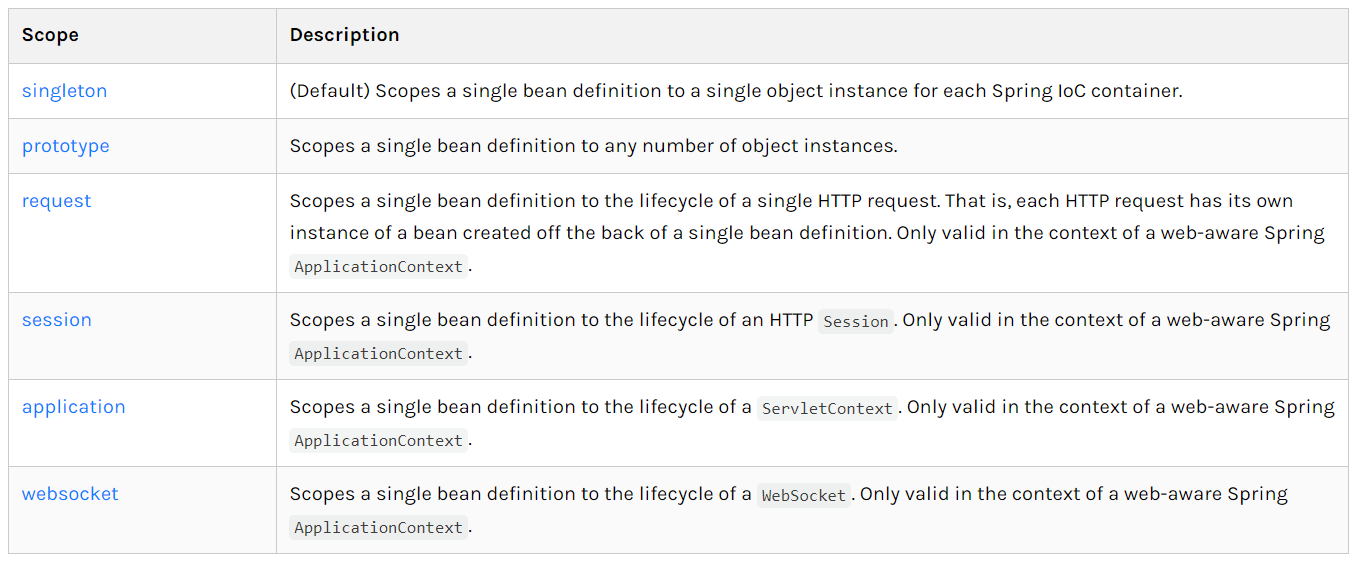 Scope Description
singleton (Default) Scopes a single bean definition to a single object instance for each Spring IoC container.
prototype Scopes a single bean definition to any number of object instances.
request Scopes a single bean definition to the lifecycle of a single HTTP request. That is, each HTTP request has its own
instance of a bean created off the back of a single bean definition. Only valid in the context of a web-aware Spring
ApplicationContext.
session Scopes a single bean definition to the lifecycle of an HTTP Session. Only valid in the context of a web-aware Spring
ApplicationContext.
application Scopes a single bean definition to the lifecycle of a ServletContext. Only valid in the context of a web-aware Spring
ApplicationContext.
websocket Scopes a single bean definition to the lifecycle of a WebSocket. Only valid in the context of a web-aware Spring
ApplicationContext.